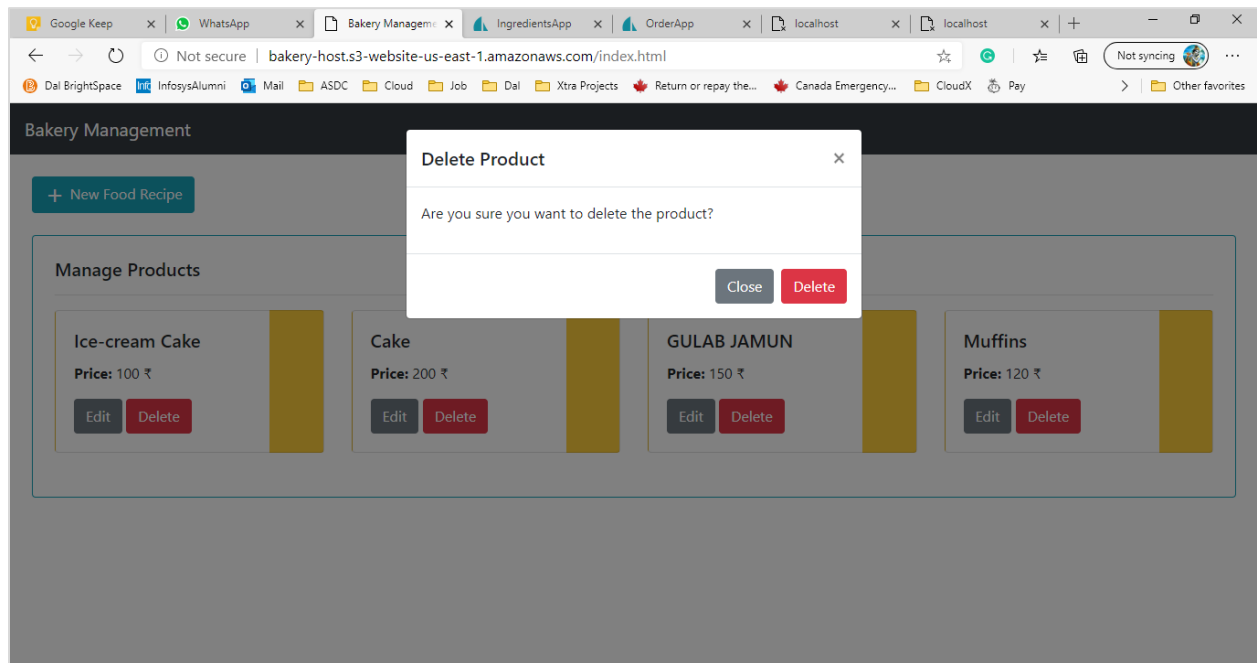 Google Keep WhatsApp Bakery Manageme IngredientsApp OrderApp localhost localhost
Not secure | bakery-host.s3-website-us-east-1.amazonaws.com/index.html Not syncing
Dal BrightSpace InfosysAlumni Mail ASDC Cloud Job Dal Xtra Projects Return or repay the... Canada Emergency... CloudX Pay Other favorites
Bakery Management
Delete Product ×
+ New Food Recipe
Are you sure you want to delete the product?
Close Delete
Manage Products
Ice-cream Cake Cake GULAB JAMUN Muffins
Price: 100 ₹ Price: 200 ₹ Price: 150 ₹ Price: 120 ₹
Edit Delete Edit Delete Edit Delete Edit Delete